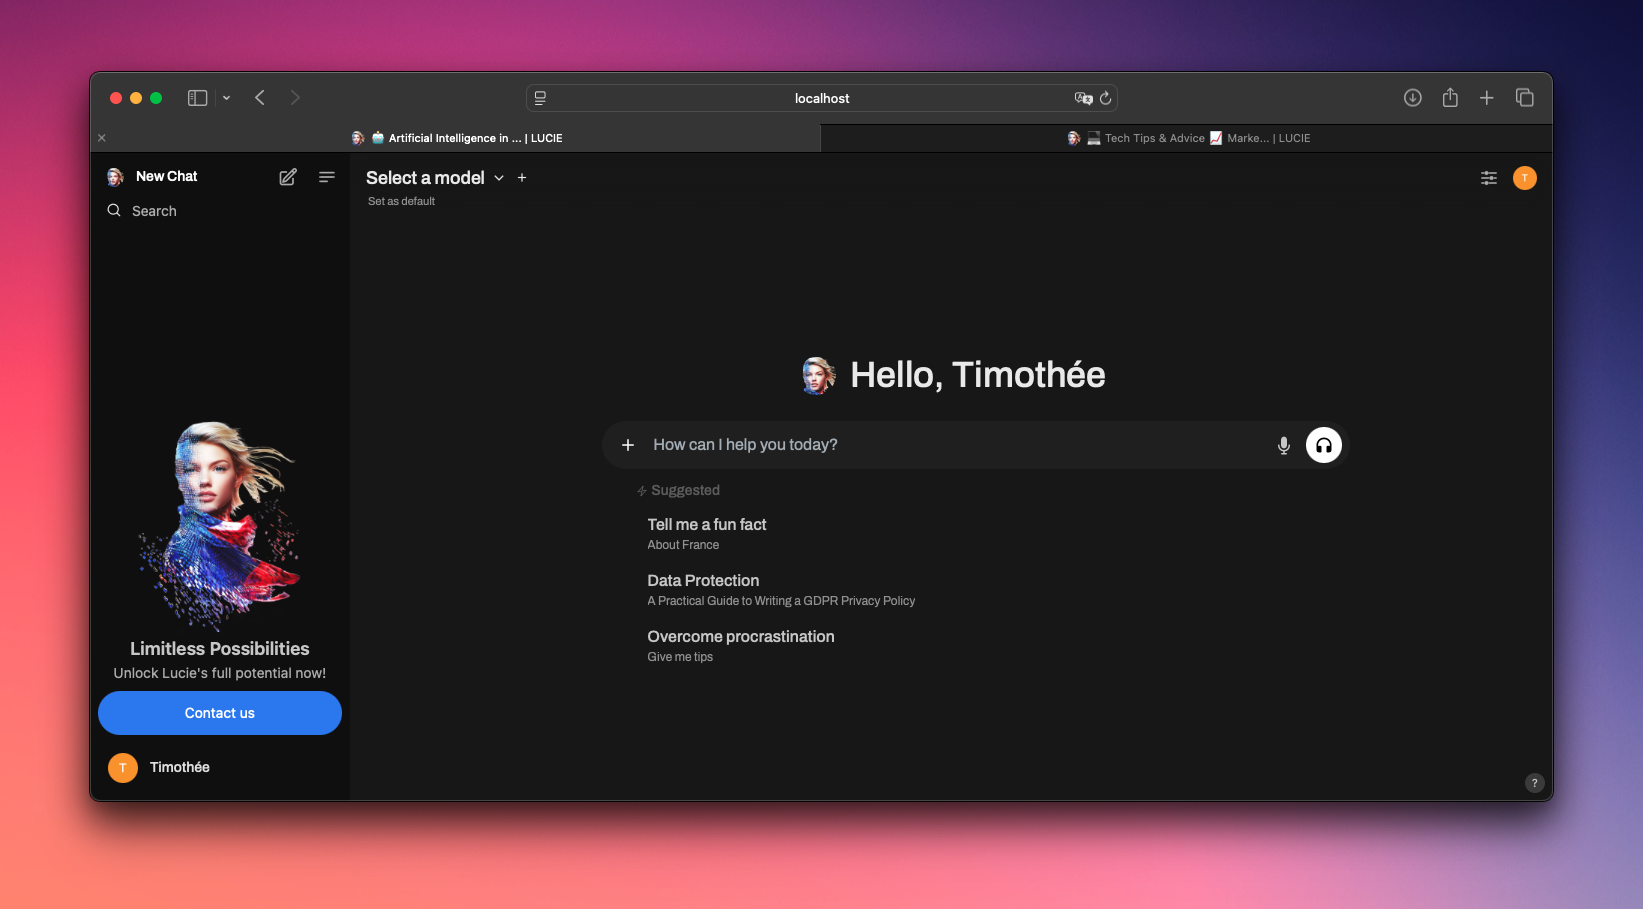 localhost
Artificial Intelligence in ... | LUCIE
Tech Tips & Advice 📈 Marke... | LUCIE
New Chat
Search
Select a model
Set as default
T
Hello, Timothée
How can I help you today?
Suggested
Tell me a fun fact
About France
Data Protection
A Practical Guide to Writing a GDPR Privacy Policy
Overcome procrastination
Give me tips
Limitless Possibilities
Unlock Lucie's full potential now!
Contact us
T
Timothée
?